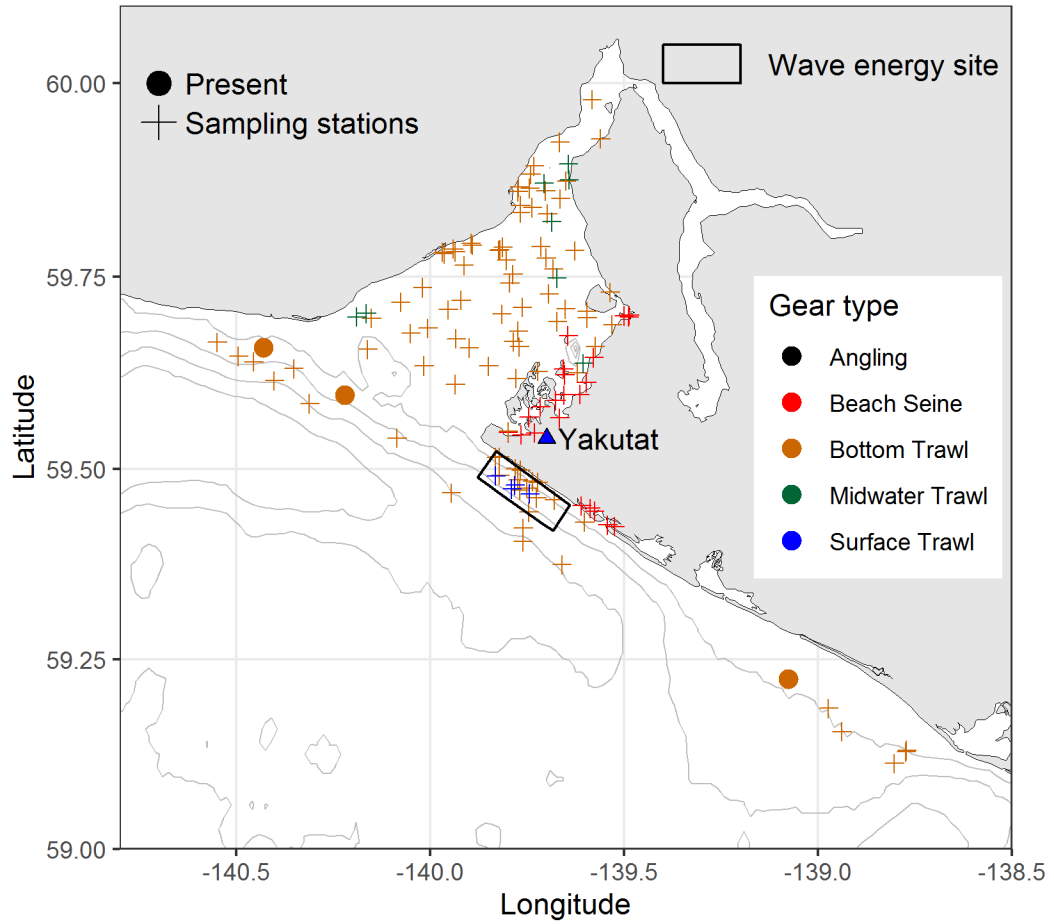 60.00
59.75
59.50
59.25
59.00
Latitude
Present
Sampling stations
Wave energy site
Yakutat
Gear type
Angling
Beach Seine
Bottom Trawl
Midwater Trawl
Surface Trawl
-140.5
-140.0
-139.5
-139.0
-138.5
Longitude